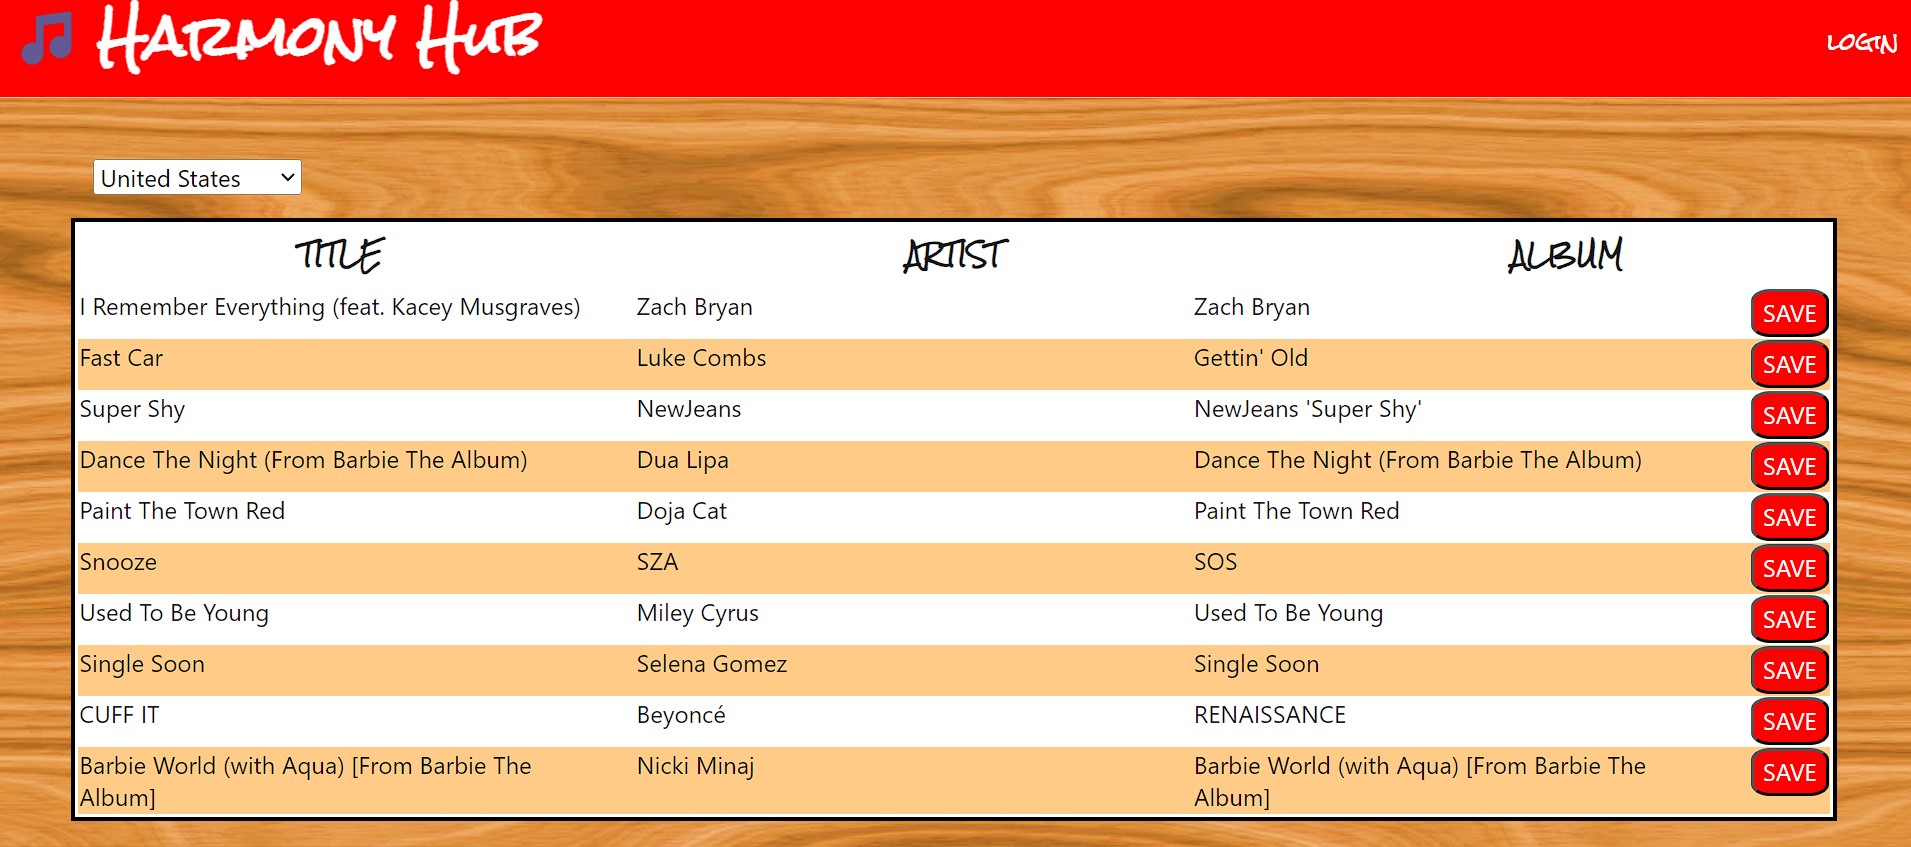 Harmony Hub
LOGIN
United States
TITLE ARTIST ALBUM
I Remember Everything (feat. Kacey Musgraves) Zach Bryan Zach Bryan SAVE
Fast Car Luke Combs Gettin' Old SAVE
Super Shy NewJeans NewJeans 'Super Shy' SAVE
Dance The Night (From Barbie The Album) Dua Lipa Dance The Night (From Barbie The Album) SAVE
Paint The Town Red Doja Cat Paint The Town Red SAVE
Snooze SZA SOS SAVE
Used To Be Young Miley Cyrus Used To Be Young SAVE
Single Soon Selena Gomez Single Soon SAVE
CUFF IT Beyoncé RENAISSANCE SAVE
Barbie World (with Aqua) [From Barbie The Nicki Minaj Barbie World (with Aqua) [From Barbie The SAVE
Album] Album]